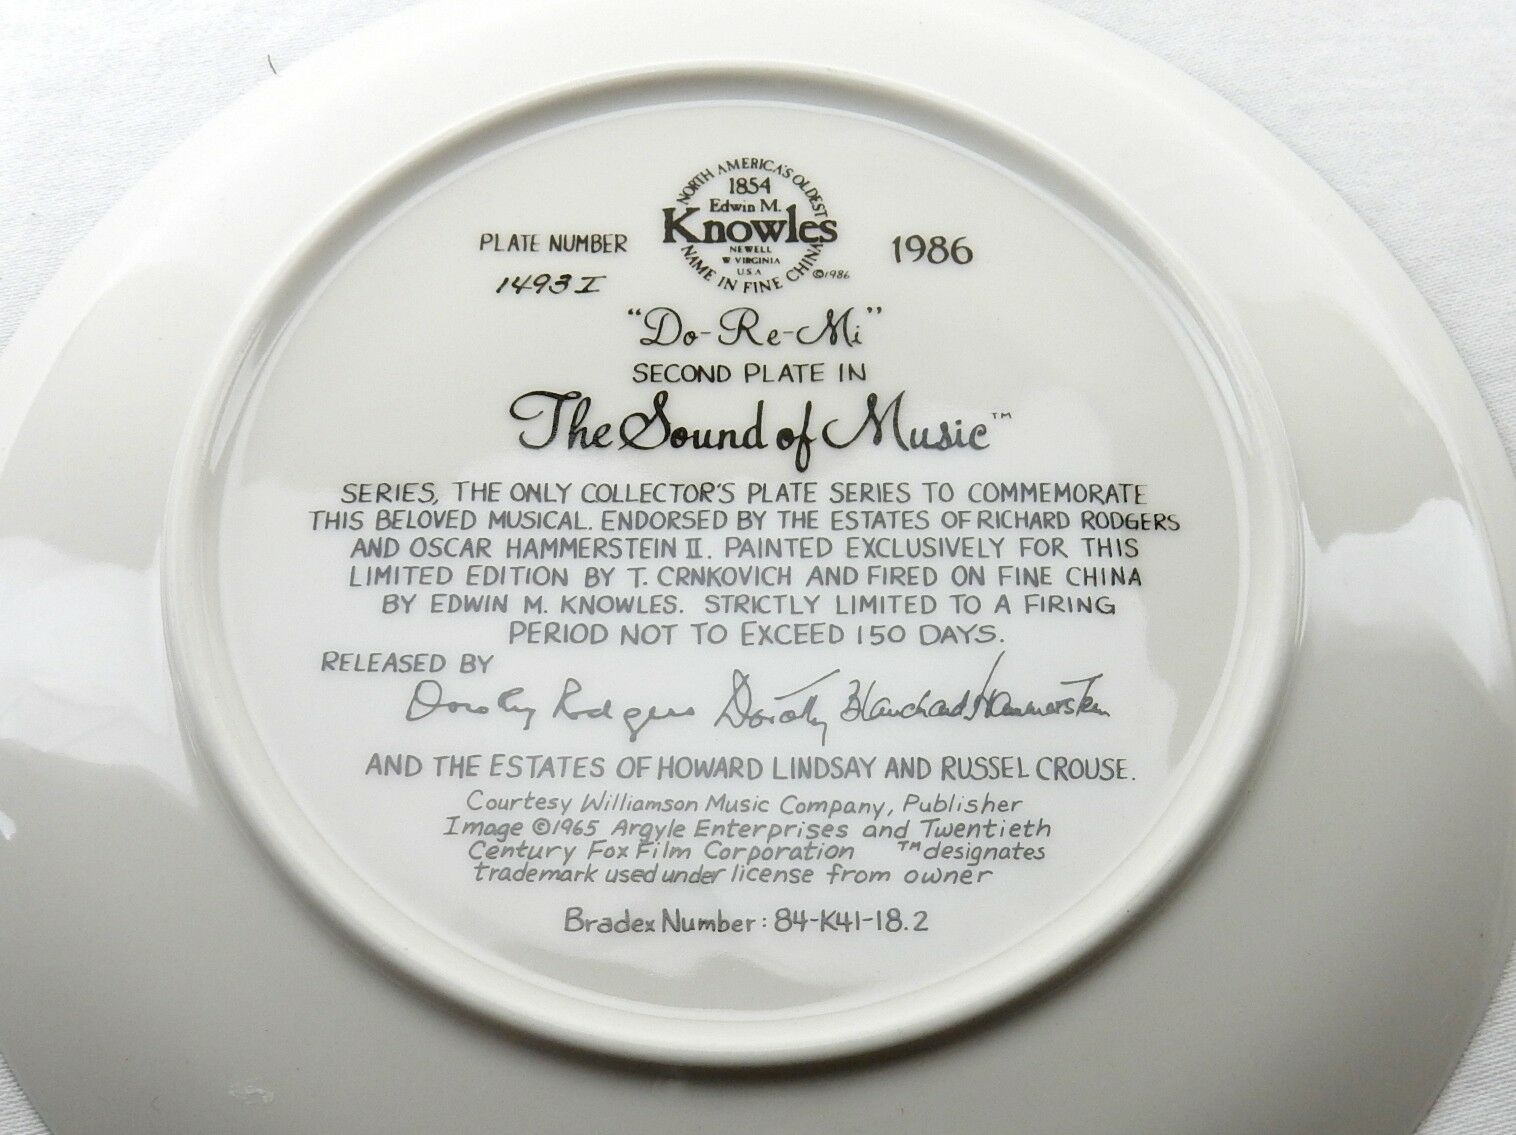 NORTH AMERICA'S OLDEST
1854
Edwin M.
Knowles
NEWELL
W VIRGINIA
U.S.A
NAME IN FINE CHINA
©1986
PLATE NUMBER
1493I
1986
"Do-Re-Mi"
SECOND PLATE IN
The Sound of Music™
SERIES, THE ONLY COLLECTOR'S PLATE SERIES TO COMMEMORATE
THIS BELOVED MUSICAL. ENDORSED BY THE ESTATES OF RICHARD RODGERS
AND OSCAR HAMMERSTEIN II. PAINTED EXCLUSIVELY FOR THIS
LIMITED EDITION BY T. CRNKOVICH AND FIRED ON FINE CHINA
BY EDWIN M. KNOWLES. STRICTLY LIMITED TO A FIRING
PERIOD NOT TO EXCEED 150 DAYS.
RELEASED BY
Dorothy Rodgers Dorothy Blanchard Hammerstein
AND THE ESTATES OF HOWARD LINDSAY AND RUSSEL CROUSE.
Courtesy Williamson Music Company, Publisher
Image ©1965 Argyle Enterprises and Twentieth
Century Fox Film Corporation ™ designates
trademark used under license from owner
Bradex Number: 84-K41-18.2